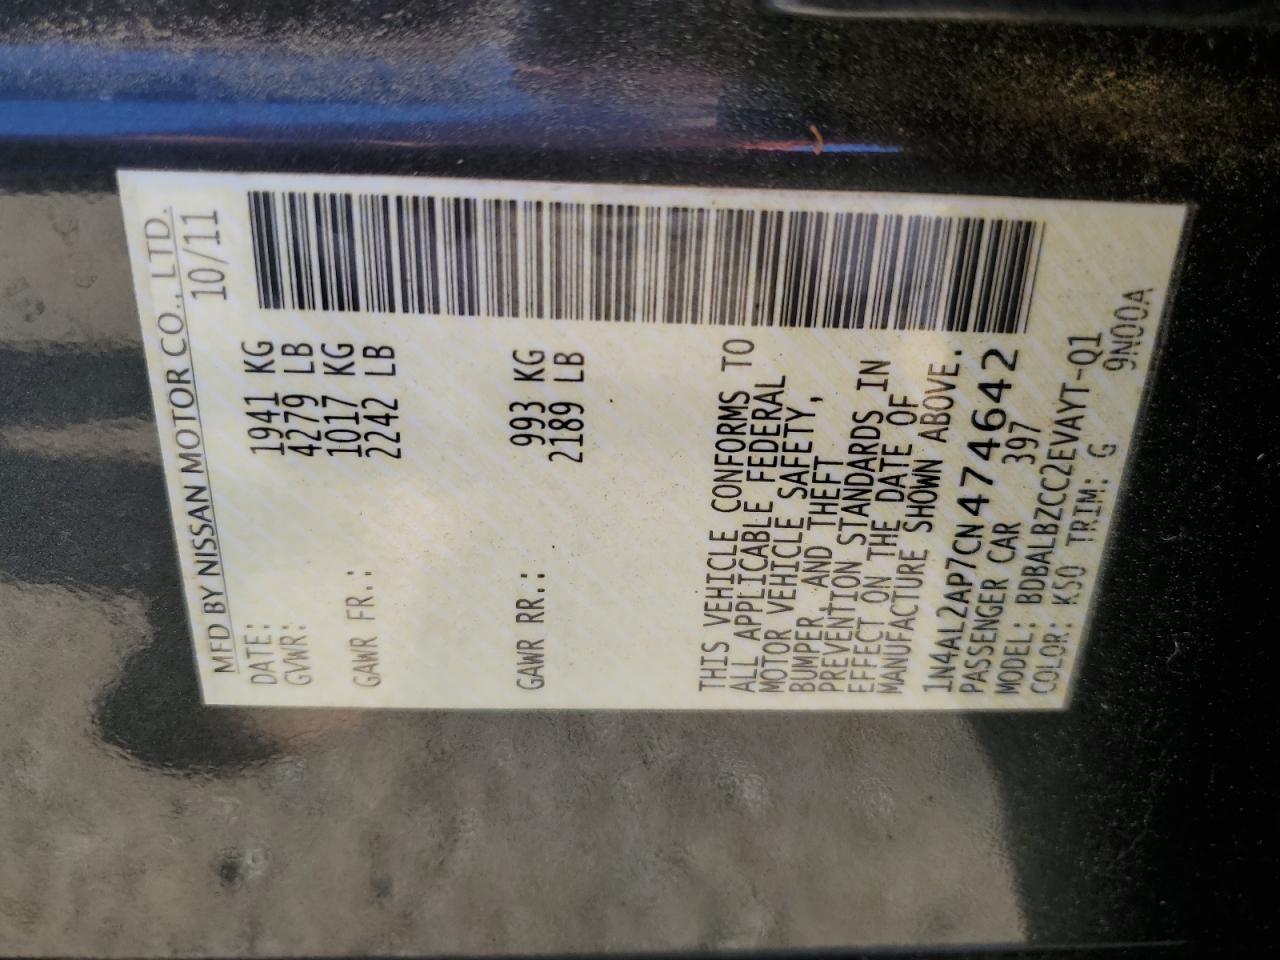 MFD BY NISSAN MOTOR CO., LTD.
DATE: 10/11
GVWR: 1941 KG
4279 LB
GAWR FR.: 1017 KG
2242 LB
GAWR RR.: 993 KG
2189 LB
THIS VEHICLE CONFORMS TO
ALL APPLICABLE FEDERAL
MOTOR VEHICLE SAFETY,
BUMPER, AND THEFT
PREVENTION STANDARDS IN
EFFECT ON THE DATE OF
MANUFACTURE SHOWN ABOVE.
1N4AL2AP7CN474642
PASSENGER CAR 397
MODEL: BDBALBZCC2EVAYT-Q1
COLOR: K50 TRIM: G 9N00A